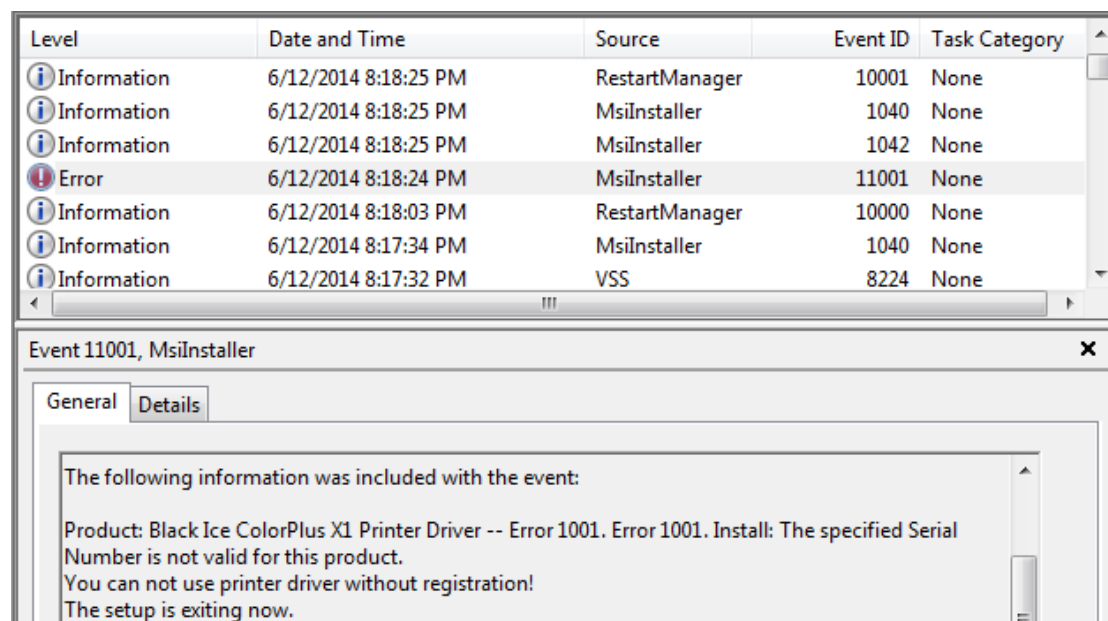 Level Date and Time Source Event ID Task Category
Information 6/12/2014 8:18:25 PM RestartManager 10001 None
Information 6/12/2014 8:18:25 PM MsiInstaller 1040 None
Information 6/12/2014 8:18:25 PM MsiInstaller 1042 None
Error 6/12/2014 8:18:24 PM MsiInstaller 11001 None
Information 6/12/2014 8:18:03 PM RestartManager 10000 None
Information 6/12/2014 8:17:34 PM MsiInstaller 1040 None
Information 6/12/2014 8:17:32 PM VSS 8224 None
Event 11001, MsiInstaller
General Details
The following information was included with the event:
Product: Black Ice ColorPlus X1 Printer Driver -- Error 1001. Error 1001. Install: The specified Serial
Number is not valid for this product.
You can not use printer driver without registration!
The setup is exiting now.